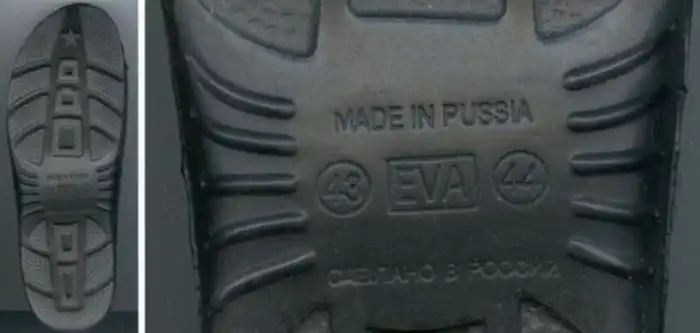 MADE IN PUSSIA
43 EVA 44
СДЕЛАНО В РОССИИ